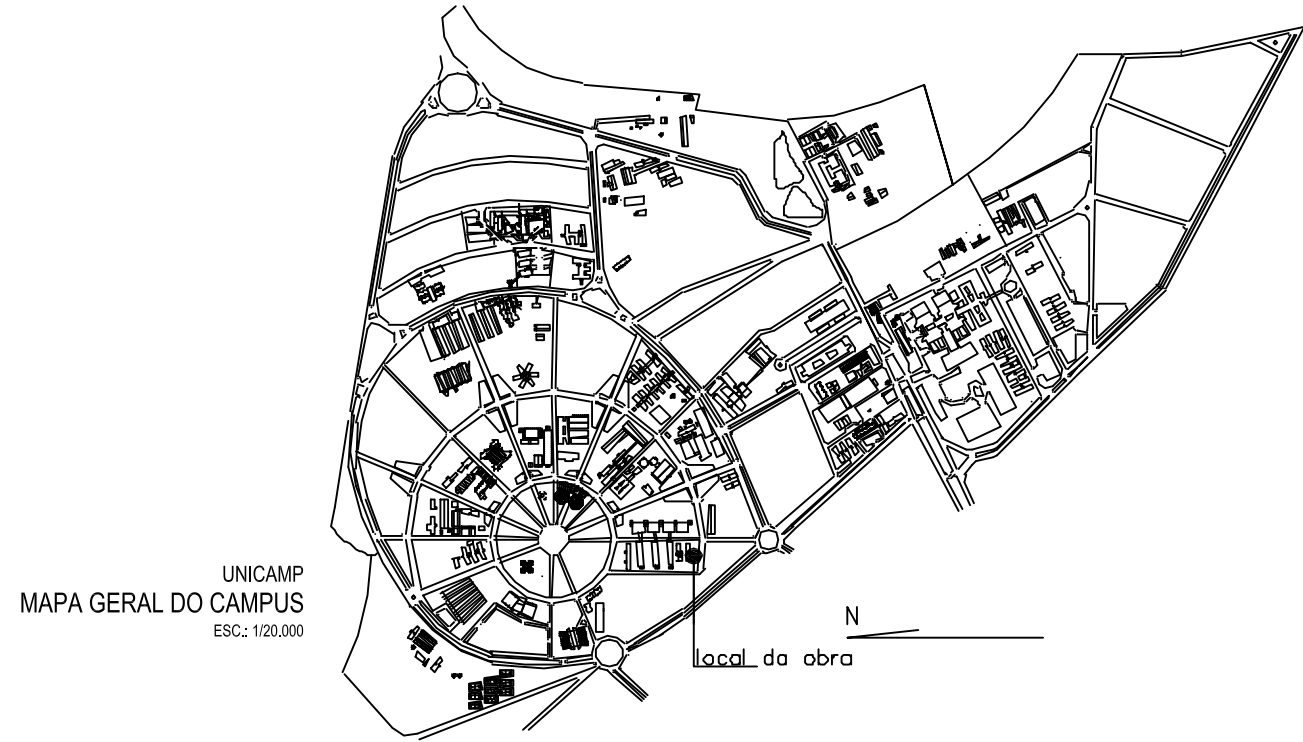 UNICAMP
MAPA GERAL DO CAMPUS
ESC.: 1/20.000
N
local da obra